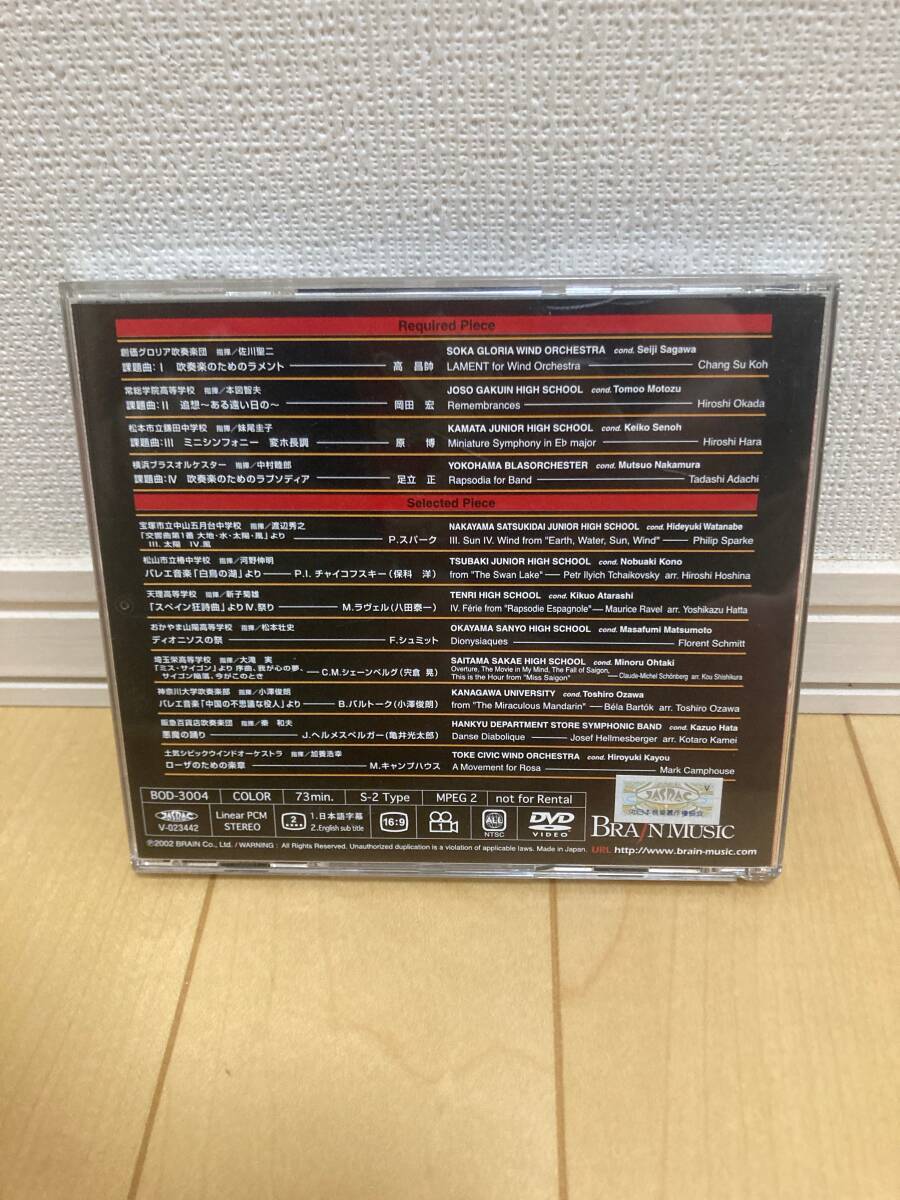 Required Piece
創価グロリア吹奏楽団 指揮／佐川聖二 SOKA GLORIA WIND ORCHESTRA cond. Seiji Sagawa
課題曲：Ⅰ 吹奏楽のためのラメント 高 昌帥 LAMENT for Wind Orchestra Chang Su Koh
常総学院高等学校 指揮／本図智夫 JOSO GAKUIN HIGH SCHOOL cond. Tomoo Motozu
課題曲：Ⅱ 追想〜ある遠い日の〜 岡田 宏 Remembrances Hiroshi Okada
松本市立鎌田中学校 指揮／妹尾圭子 KAMATA JUNIOR HIGH SCHOOL cond. Keiko Senoh
課題曲：Ⅲ ミニシンフォニー 変ホ長調 原 博 Miniature Symphony in E♭ major Hiroshi Hara
横浜ブラスオルケスター 指揮／中村睦郎 YOKOHAMA BLASORCHESTER cond. Mutsuo Nakamura
課題曲：Ⅳ 吹奏楽のためのラプソディア 足立 正 Rapsodia for Band Tadashi Adachi
Selected Piece
宝塚市立中山五月台中学校 指揮／渡辺秀之 NAKAYAMA SATSUKIDAI JUNIOR HIGH SCHOOL cond. Hideyuki Watanabe
「交響曲第1番 大地・水・太陽・風」より
III. 太陽 IV. 風 P.スパーク III. Sun IV. Wind from "Earth, Water, Sun, Wind" Philip Sparke
松山市立椿中学校 指揮／河野伸明 TSUBAKI JUNIOR HIGH SCHOOL cond. Nobuaki Kono
バレエ音楽「白鳥の湖」より P.I. チャイコフスキー（保科 洋） from "The Swan Lake" Petr Ilyich Tchaikovsky arr. Hiroshi Hoshina
天理高等学校 指揮／新子菊雄 TENRI HIGH SCHOOL cond. Kikuo Atarashi
「スペイン狂詩曲」よりⅣ.祭り M.ラヴェル（八田泰一） IV. Férie from "Rapsodie Espagnole" Maurice Ravel arr. Yoshikazu Hatta
おかやま山陽高等学校 指揮／松本壮史 OKAYAMA SANYO HIGH SCHOOL cond. Masafumi Matsumoto
ディオニソスの祭 F.シュミット Dionysiaques Florent Schmitt
埼玉栄高等学校 指揮／大滝 実 SAITAMA SAKAE HIGH SCHOOL cond. Minoru Ohtaki
「ミス・サイゴン」より 序曲、我が心の夢、 Overture, The Movie in My Mind, The Fall of Saigon,
サイゴン陥落、今がこのとき C.M.シェーンベルグ（宍倉 晃） This is the Hour from "Miss Saigon" Claude-Michel Schönberg arr. Kou Shishikura
神奈川大学吹奏楽部 指揮／小澤俊朗 KANAGAWA UNIVERSITY cond. Toshiro Ozawa
バレエ音楽「中国の不思議な役人」より B.バルトーク（小澤俊朗） from "The Miraculous Mandarin" Béla Bartók arr. Toshiro Ozawa
阪急百貨店吹奏楽団 指揮／秦 和夫 HANKYU DEPARTMENT STORE SYMPHONIC BAND cond. Kazuo Hata
悪魔の踊り J.ヘルメスベルガー（亀井光太郎） Danse Diabolique Josef Hellmesberger arr. Kotaro Kamei
土気シビックウインドオーケストラ 指揮／加養浩幸 TOKE CIVIC WIND ORCHESTRA cond. Hiroyuki Kayou
ローザのための楽章 M.キャンプハウス A Movement for Rosa Mark Camphouse
BOD-3004 COLOR 73min. S-2 Type MPEG 2 not for Rental
JASRAC V-023442 Linear PCM STEREO 2 1.日本語字幕 2.English sub title 16:9 1 ALL NTSC DVD VIDEO BRAIN MUSIC
JASRAC V
℗2002 BRAIN Co., Ltd. / WARNING : All Rights Reserved. Unauthorized duplication is a violation of applicable laws. Made in Japan. URL http://www.brain-music.com